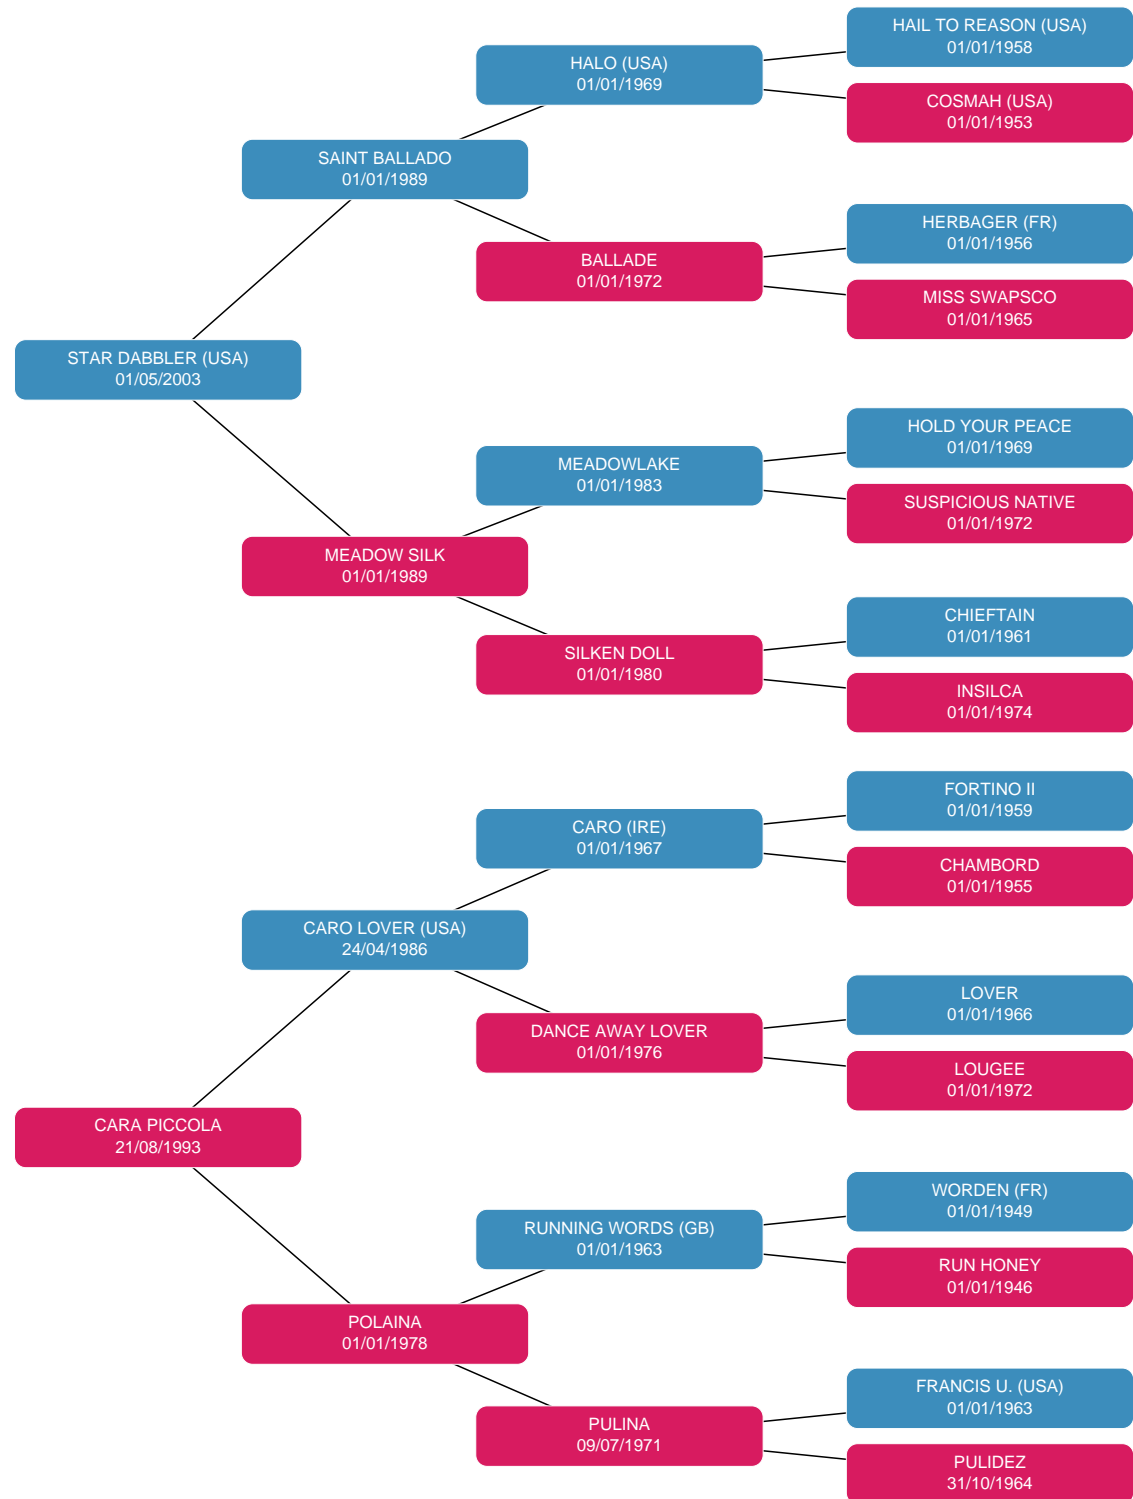 HAIL TO REASON (USA)
01/01/1958
HALO (USA)
01/01/1969
COSMAH (USA)
01/01/1953
SAINT BALLADO
01/01/1989
HERBAGER (FR)
01/01/1956
BALLADE
01/01/1972
MISS SWAPSCO
01/01/1965
STAR DABBLER (USA)
01/05/2003
HOLD YOUR PEACE
01/01/1969
MEADOWLAKE
01/01/1983
SUSPICIOUS NATIVE
01/01/1972
MEADOW SILK
01/01/1989
CHIEFTAIN
01/01/1961
SILKEN DOLL
01/01/1980
INSILCA
01/01/1974
FORTINO II
01/01/1959
CARO (IRE)
01/01/1967
CHAMBORD
01/01/1955
CARO LOVER (USA)
24/04/1986
LOVER
01/01/1966
DANCE AWAY LOVER
01/01/1976
LOUGEE
01/01/1972
CARA PICCOLA
21/08/1993
WORDEN (FR)
01/01/1949
RUNNING WORDS (GB)
01/01/1963
RUN HONEY
01/01/1946
POLAINA
01/01/1978
FRANCIS U. (USA)
01/01/1963
PULINA
09/07/1971
PULIDEZ
31/10/1964